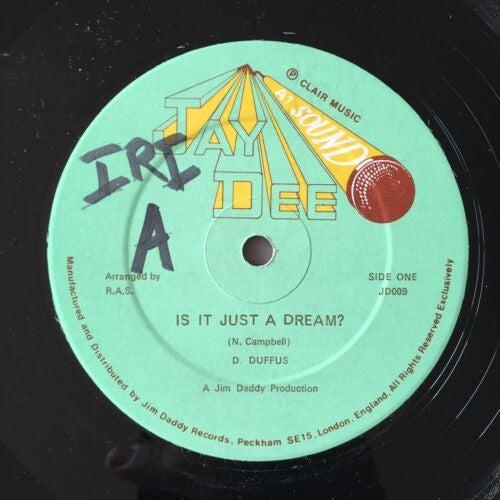 ℗ CLAIR MUSIC
A1 SOUND
JAY
DEE
IRI
A
Arranged by
R.A.S.
SIDE ONE
JD009
IS IT JUST A DREAM?
(N. Campbell)
D. DUFFUS
A Jim Daddy Production
Manufactured and Distributed by Jim Daddy Records, Peckham SE15, London, England. All Rights Reserved Exclusively